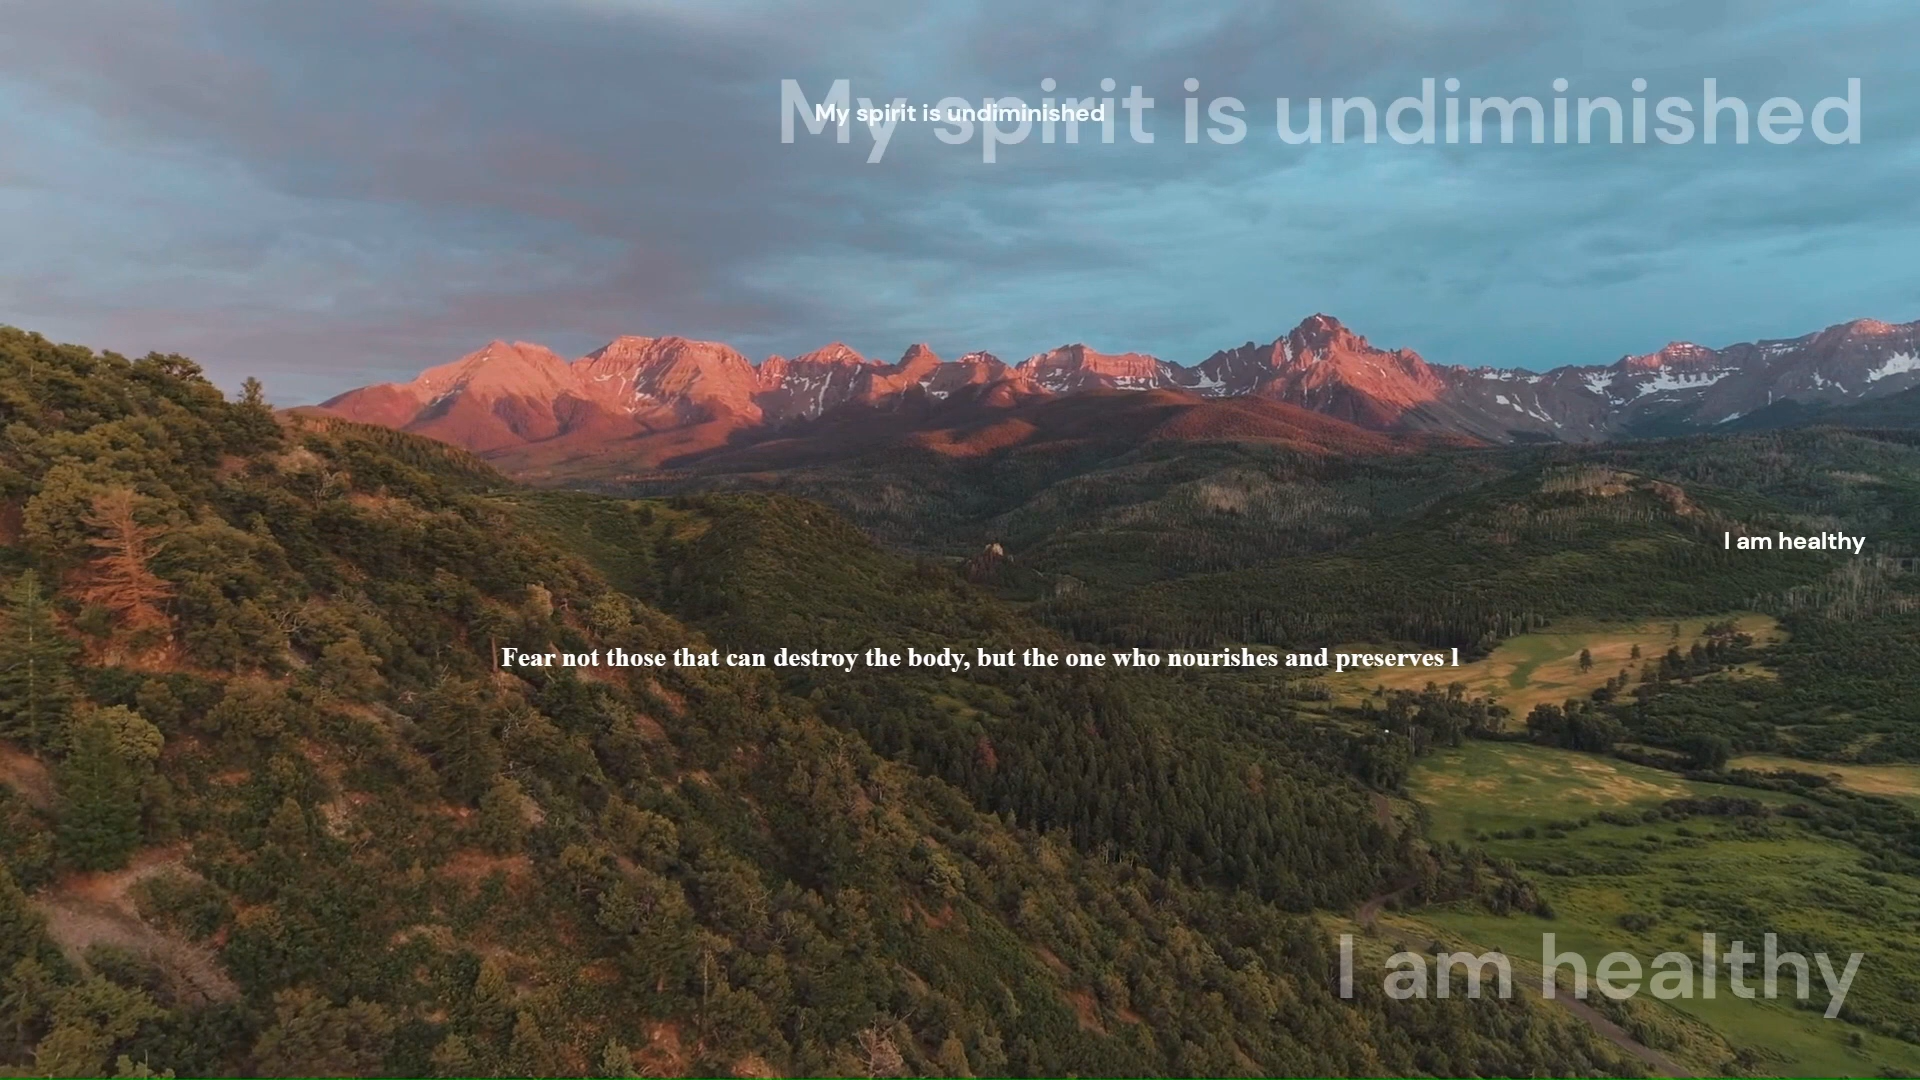 My spirit is undiminished
My spirit is undiminished
I am healthy
Fear not those that can destroy the body, but the one who nourishes and preserves l
I am healthy